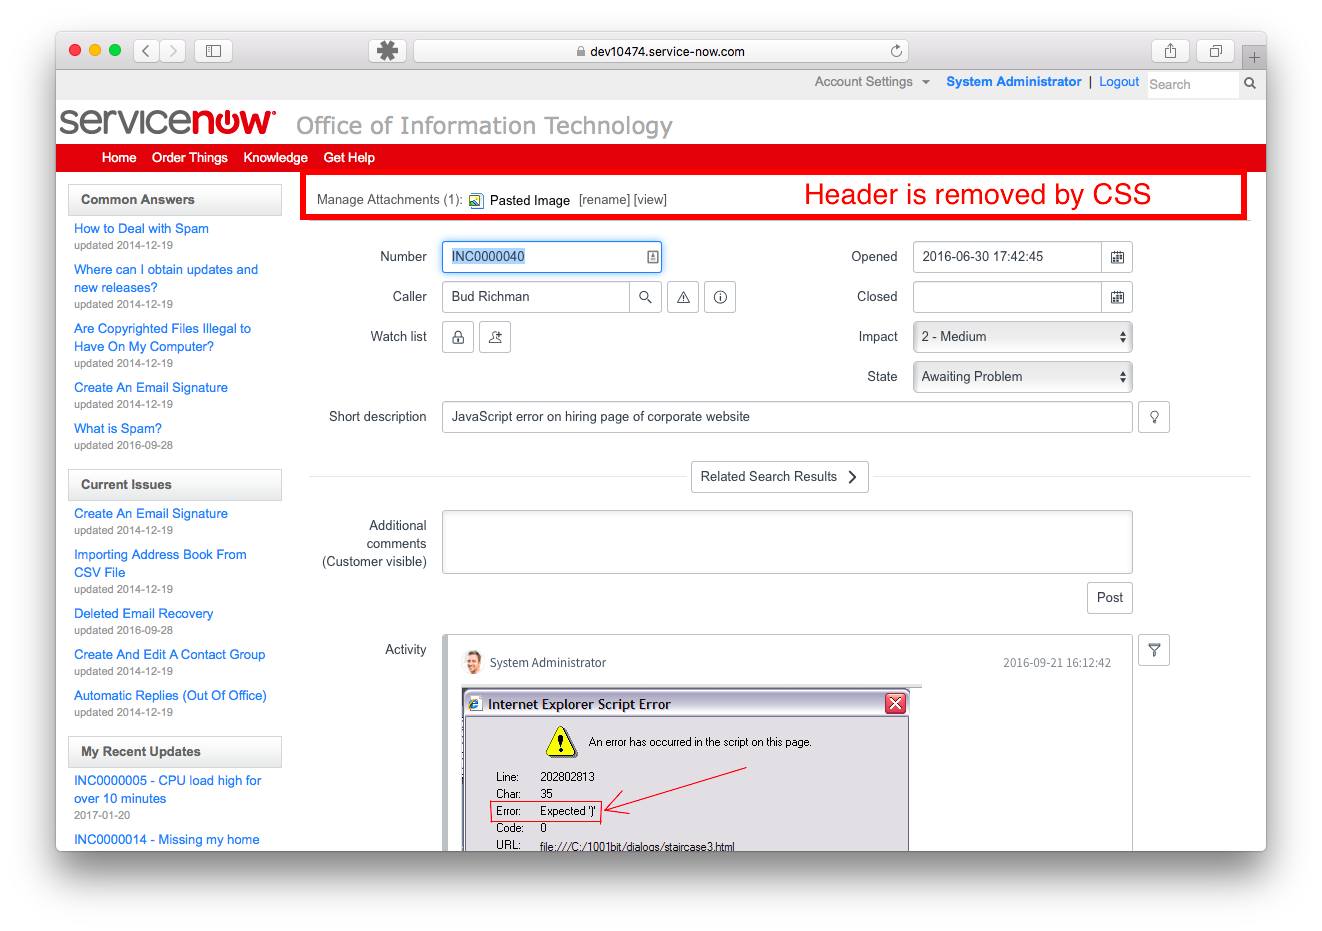 dev10474.service-now.com
Account Settings System Administrator | Logout Search
servicenow Office of Information Technology
Home Order Things Knowledge Get Help
Manage Attachments (1): Pasted Image [rename] [view] Header is removed by CSS
Common Answers
How to Deal with Spam
updated 2014-12-19
Where can I obtain updates and
new releases?
updated 2014-12-19
Are Copyrighted Files Illegal to
Have On My Computer?
updated 2014-12-19
Create An Email Signature
updated 2014-12-19
What is Spam?
updated 2016-09-28
Current Issues
Create An Email Signature
updated 2014-12-19
Importing Address Book From
CSV File
updated 2014-12-19
Deleted Email Recovery
updated 2016-09-28
Create And Edit A Contact Group
updated 2014-12-19
Automatic Replies (Out Of Office)
updated 2014-12-19
My Recent Updates
INC0000005 - CPU load high for
over 10 minutes
2017-01-20
INC0000014 - Missing my home
Number INC0000040
Opened 2016-06-30 17:42:45
Caller Bud Richman
Closed
Watch list
Impact 2 - Medium
State Awaiting Problem
Short description JavaScript error on hiring page of corporate website
Related Search Results
Additional
comments
(Customer visible)
Post
Activity
System Administrator 2016-09-21 16:12:42
Internet Explorer Script Error
An error has occurred in the script on this page.
Line: 202802813
Char: 35
Error: Expected ')'
Code: 0
URL: file:///C:/1001bit/dialogs/staircase3.html